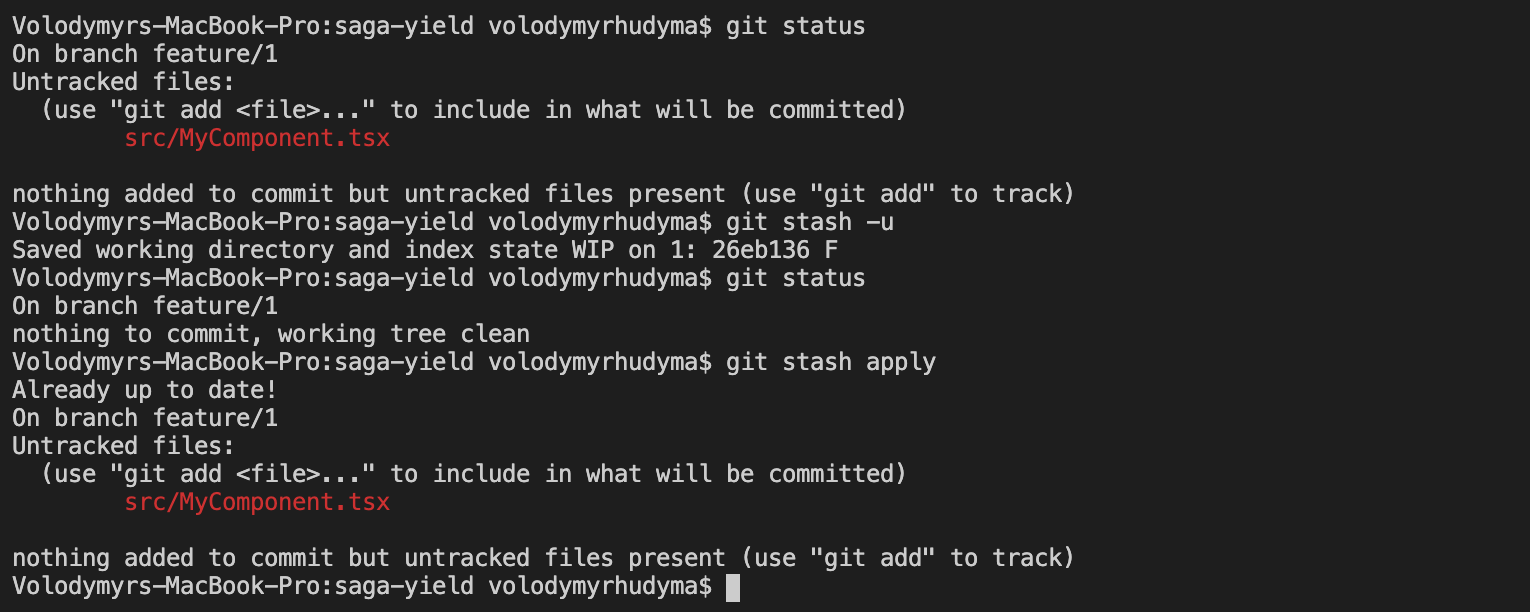 Volodymyrs-MacBook-Pro:saga-yield volodymyrhudyma$ git status
On branch feature/1
Untracked files:
  (use "git add <file>..." to include in what will be committed)
        src/MyComponent.tsx

nothing added to commit but untracked files present (use "git add" to track)
Volodymyrs-MacBook-Pro:saga-yield volodymyrhudyma$ git stash -u
Saved working directory and index state WIP on 1: 26eb136 F
Volodymyrs-MacBook-Pro:saga-yield volodymyrhudyma$ git status
On branch feature/1
nothing to commit, working tree clean
Volodymyrs-MacBook-Pro:saga-yield volodymyrhudyma$ git stash apply
Already up to date!
On branch feature/1
Untracked files:
  (use "git add <file>..." to include in what will be committed)
        src/MyComponent.tsx

nothing added to commit but untracked files present (use "git add" to track)
Volodymyrs-MacBook-Pro:saga-yield volodymyrhudyma$